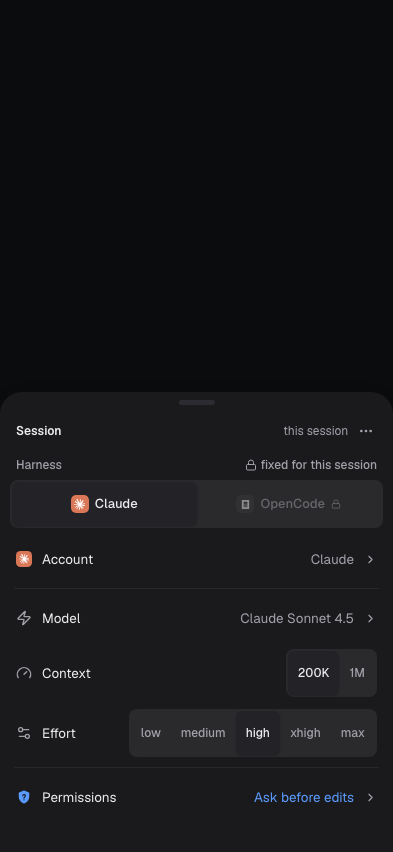 Session this session
Harness fixed for this session
Claude OpenCode
Account Claude
Model Claude Sonnet 4.5
Context 200K 1M
Effort low medium high xhigh max
Permissions Ask before edits